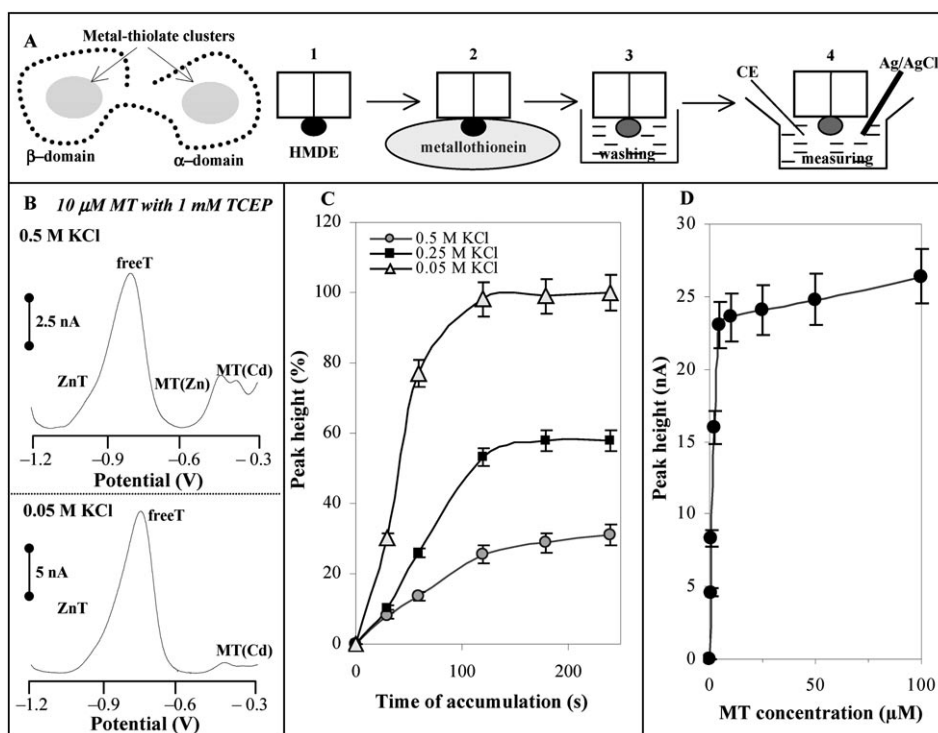 A
Metal-thiolate clusters
β–domain
α–domain
1
HMDE
2
metallothionein
3
washing
4
CE
Ag/AgCl
measuring
B
10 µM MT with 1 mM TCEP
0.5 M KCl
freeT
2.5 nA
ZnT
MT(Zn)
MT(Cd)
–1.2
–0.9
–0.6
–0.3
Potential (V)
0.05 M KCl
freeT
5 nA
ZnT
MT(Cd)
–1.2
–0.9
–0.6
–0.3
Potential (V)
C
120
100
80
60
40
20
0
Peak height (%)
0.5 M KCl
0.25 M KCl
0.05 M KCl
0
100
200
Time of accumulation (s)
D
30
25
20
15
10
5
0
Peak height (nA)
0
50
100
MT concentration (µM)